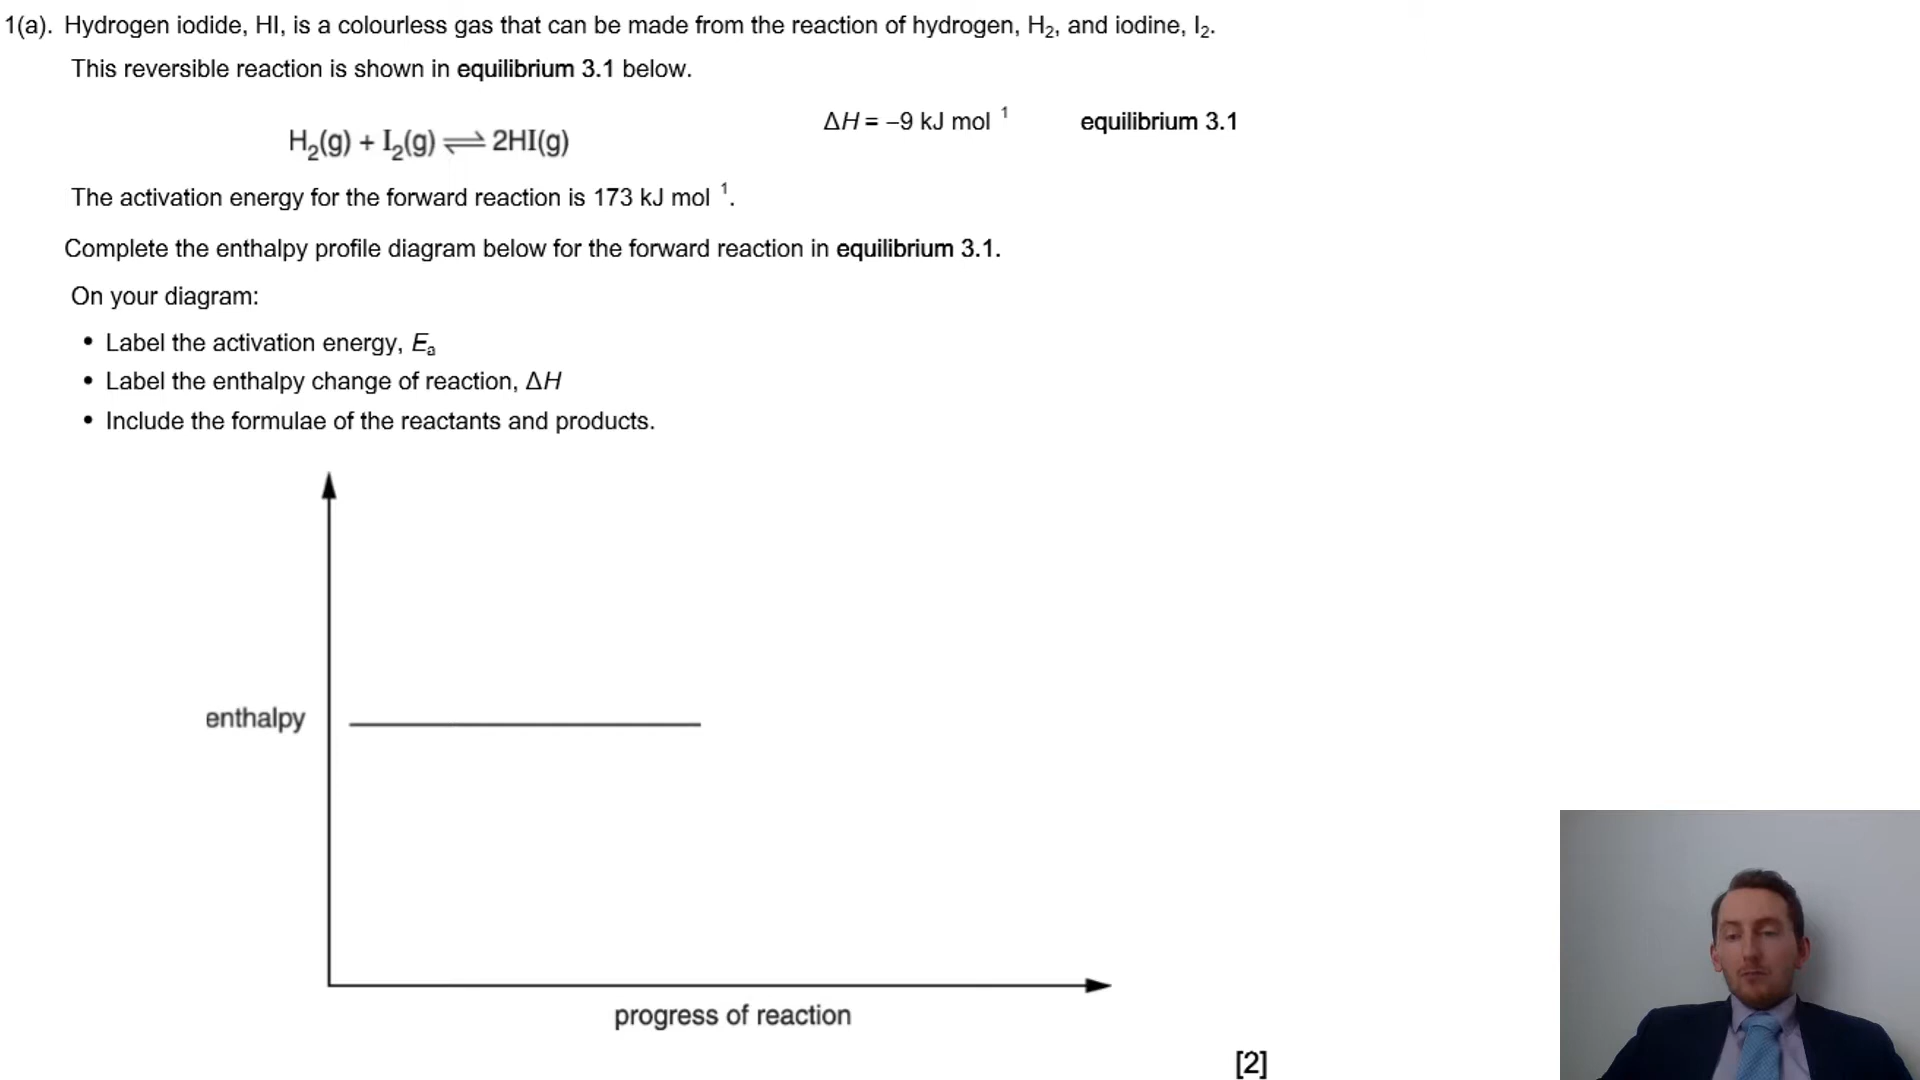 1(a). Hydrogen iodide, HI, is a colourless gas that can be made from the reaction of hydrogen, H₂, and iodine, I₂.
This reversible reaction is shown in equilibrium 3.1 below.
H₂(g) + I₂(g) ⇌ 2HI(g)   ΔH = –9 kJ mol ¹   equilibrium 3.1
The activation energy for the forward reaction is 173 kJ mol ¹.
Complete the enthalpy profile diagram below for the forward reaction in equilibrium 3.1.
On your diagram:
• Label the activation energy, Eₐ
• Label the enthalpy change of reaction, ΔH
• Include the formulae of the reactants and products.
enthalpy
progress of reaction
[2]